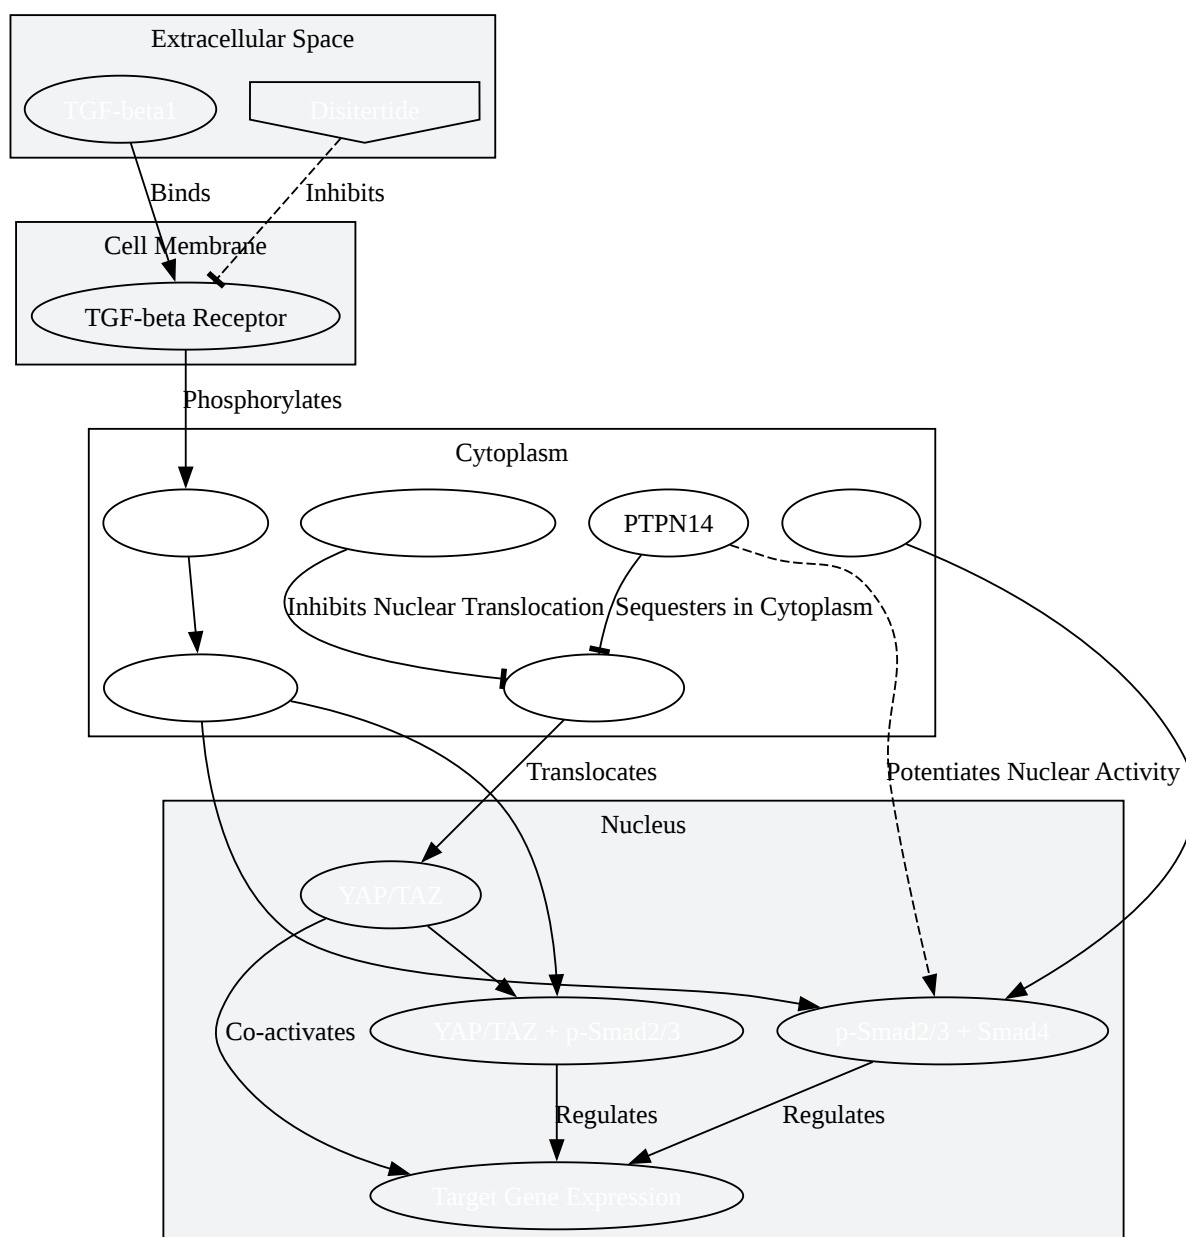 Extracellular Space
TGF-beta1
Disitertide
Binds
Inhibits
Cell Membrane
TGF-beta Receptor
Phosphorylates
Cytoplasm
PTPN14
Inhibits Nuclear Translocation
Sequesters in Cytoplasm
Translocates
Potentiates Nuclear Activity
Nucleus
YAP/TAZ
Co-activates
YAP/TAZ + p-Smad2/3
p-Smad2/3 + Smad4
Regulates
Regulates
Target Gene Expression